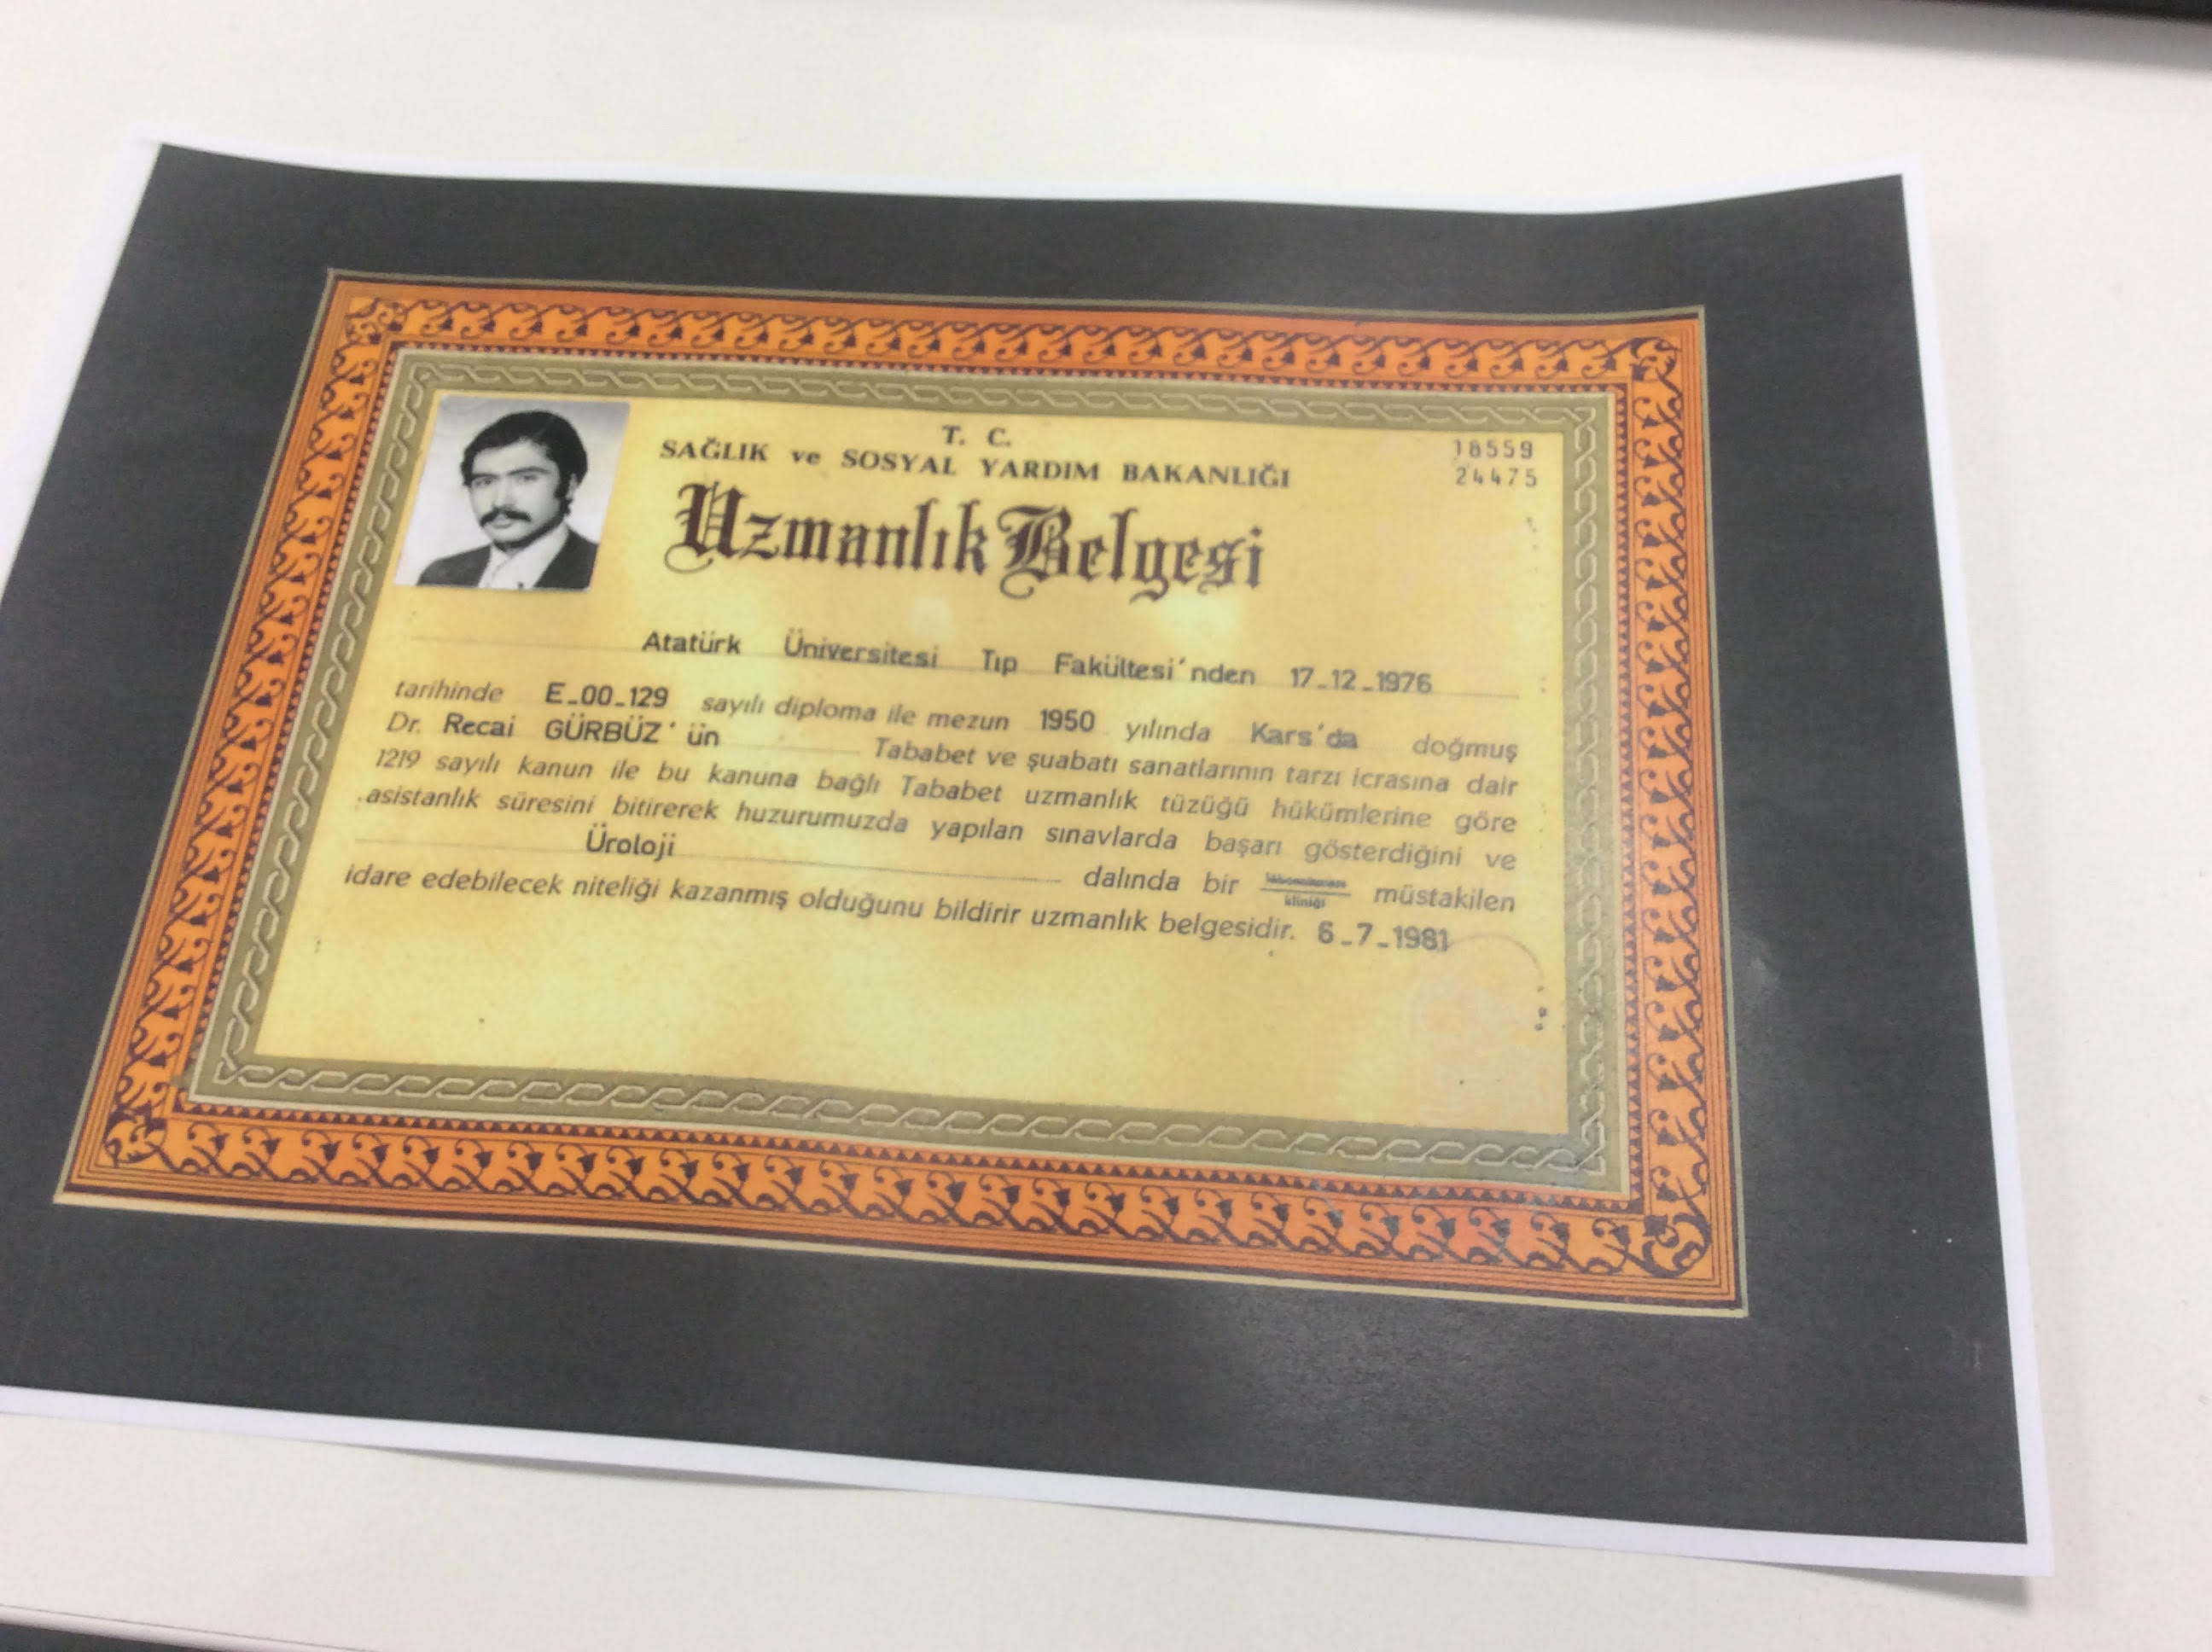 T. C.
SAĞLIK ve SOSYAL YARDIM BAKANLIĞI
18559
24475
Uzmanlık Belgesi
Atatürk Üniversitesi Tıp Fakültesi'nden 17-12-1976
tarihinde E-00-129 sayılı diploma ile mezun 1950 yılında Kars'da doğmuş
Dr. Recai GÜRBÜZ'ün Tababet ve şuabatı sanatlarının tarzı icrasına dair
1219 sayılı kanun ile bu kanuna bağlı Tababet uzmanlık tüzüğü hükümlerine göre
asistanlık süresini bitirerek huzurumuzda yapılan sınavlarda başarı gösterdiğini ve
Üroloji dalında bir kliniği müstakilen
idare edebilecek niteliği kazanmış olduğunu bildirir uzmanlık belgesidir. 6-7-1981